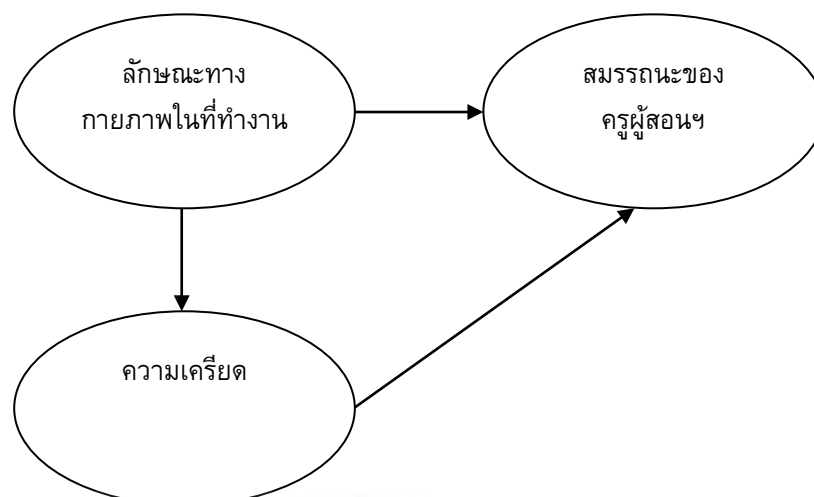 ลักษณะทาง
กายภาพในที่ทำงาน
สมรรถนะของ
ครูผู้สอนฯ
ความเครียด